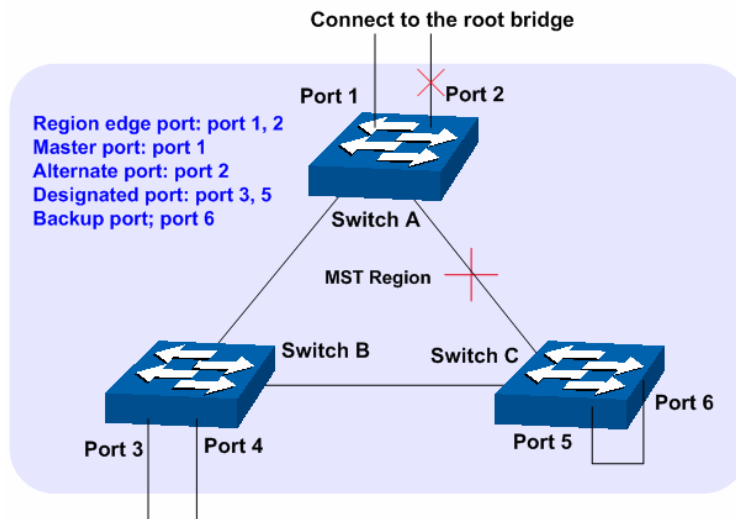 Connect to the root bridge
Port 1
Port 2
Region edge port: port 1, 2
Master port: port 1
Alternate port: port 2
Designated port: port 3, 5
Backup port; port 6
Switch A
MST Region
Switch B
Switch C
Port 3
Port 4
Port 5
Port 6